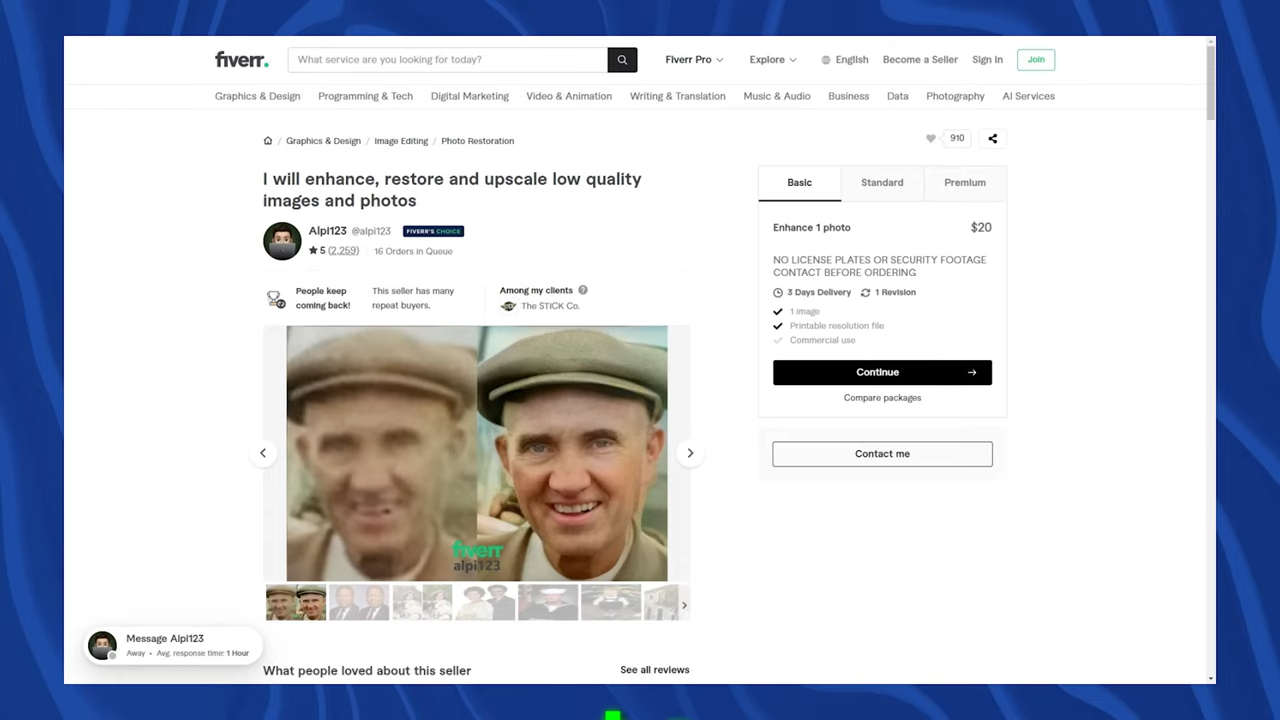 fiverr.
What service are you looking for today?
Fiverr Pro
Explore
English
Become a Seller
Sign In
Join
Graphics & Design
Programming & Tech
Digital Marketing
Video & Animation
Writing & Translation
Music & Audio
Business
Data
Photography
AI Services
/ Graphics & Design / Image Editing / Photo Restoration
910
I will enhance, restore and upscale low quality
images and photos
Alpi123 @alpi123 FIVERR'S CHOICE
5 (2,259) 16 Orders in Queue
People keep
coming back!
This seller has many
repeat buyers.
Among my clients ?
The STICK Co.
fiverr
alpi123
Basic
Standard
Premium
Enhance 1 photo $20
NO LICENSE PLATES OR SECURITY FOOTAGE
CONTACT BEFORE ORDERING
3 Days Delivery 1 Revision
1 image
Printable resolution file
Commercial use
Continue →
Compare packages
Contact me
Message Alpi123
Away • Avg. response time: 1 Hour
What people loved about this seller
See all reviews